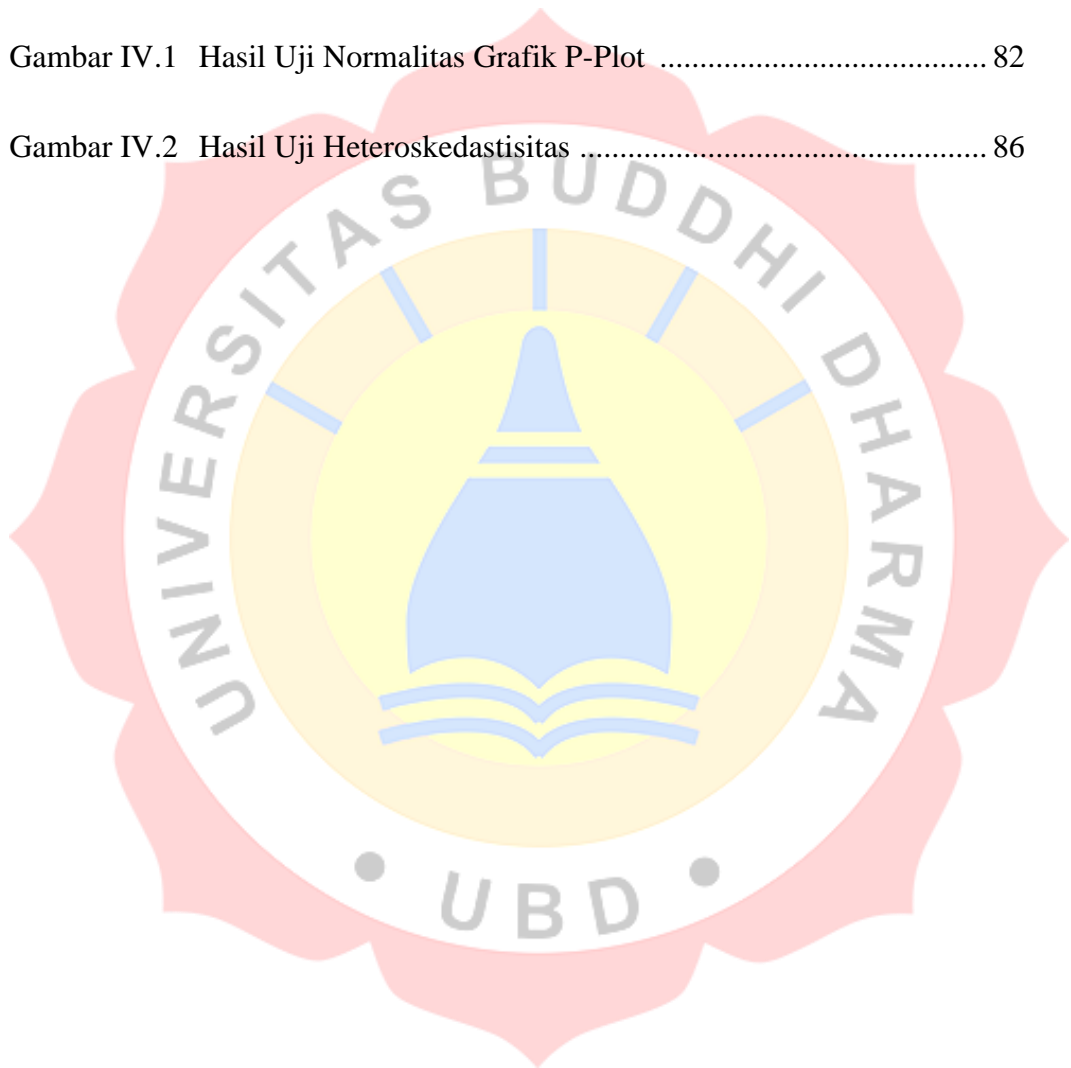 Gambar IV.1 Hasil Uji Normalitas Grafik P-Plot ....................................... 82
Gambar IV.2 Hasil Uji Heteroskedastisitas ................................................. 86
UNIVERSITAS BUDDHI DHARMA
• UBD •